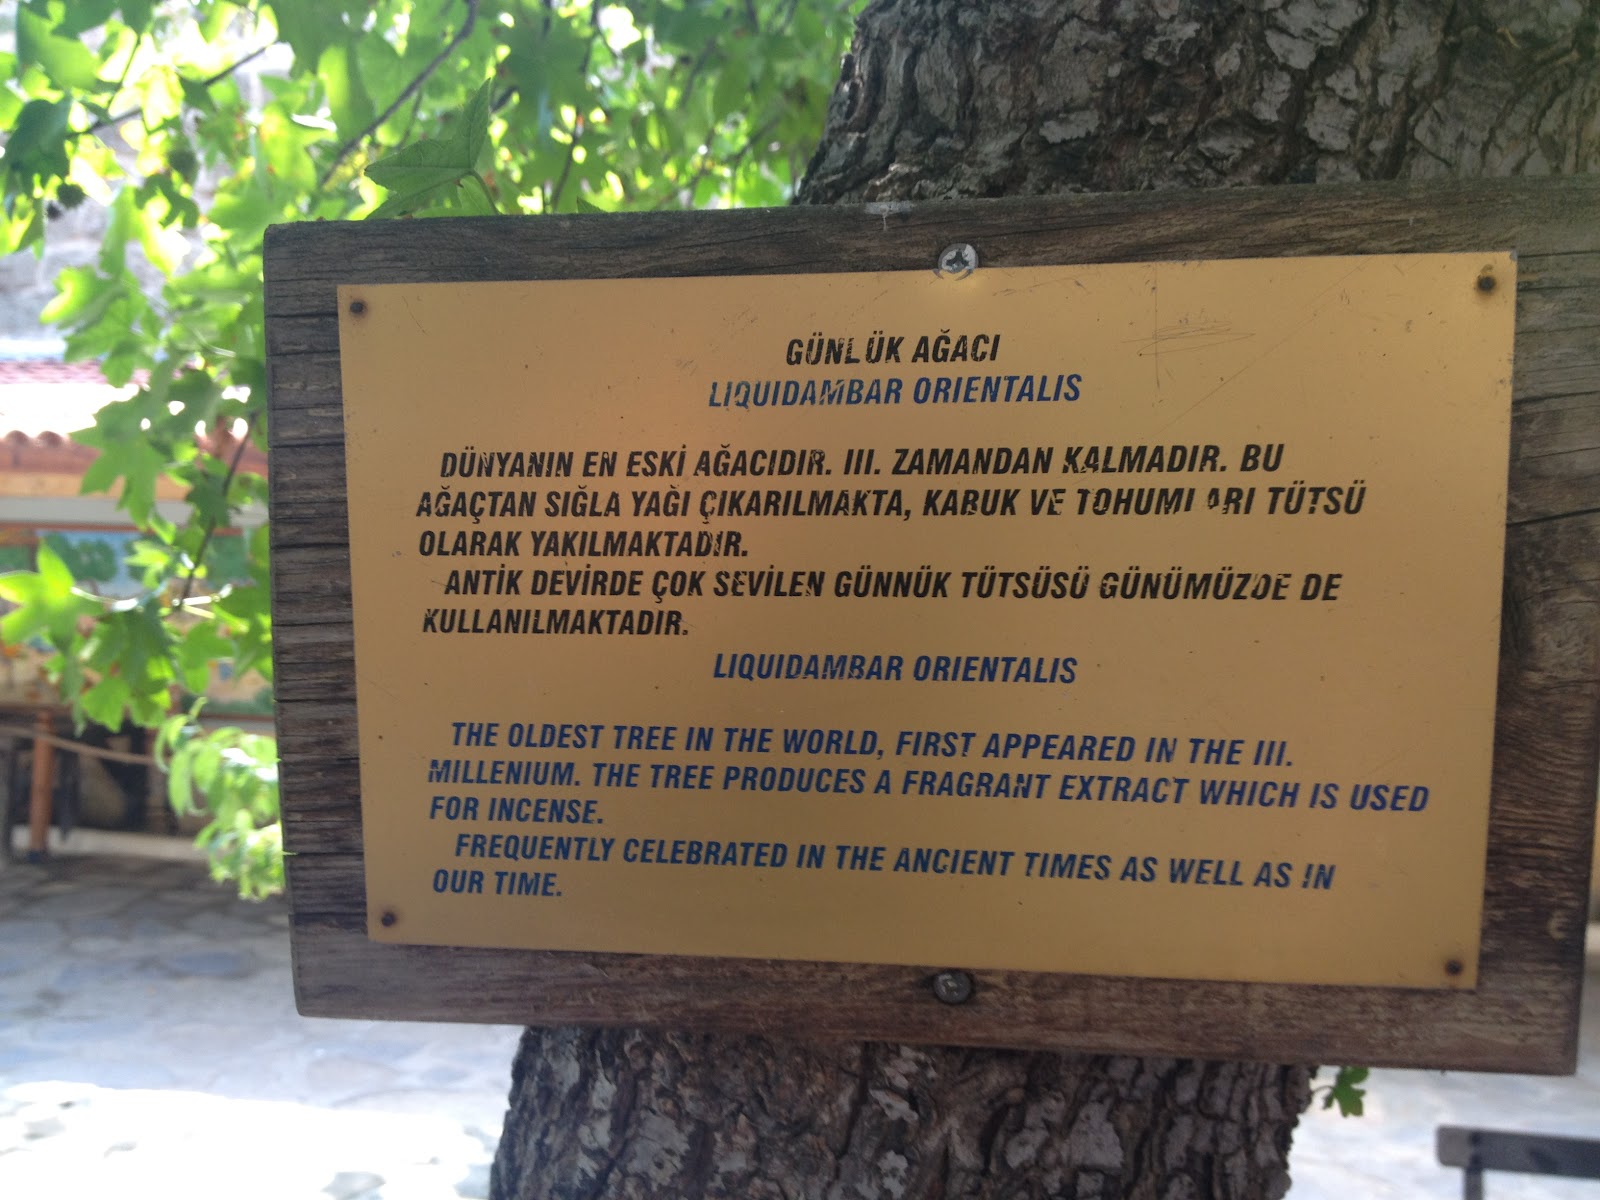 GÜNLÜK AĞACI
LIQUIDAMBAR ORIENTALIS
DÜNYANIN EN ESKİ AĞACIDIR. III. ZAMANDAN KALMADIR. BU
AĞAÇTAN SIĞLA YAĞI ÇIKARILMAKTA, KABUK VE TOHUMLARI TÜTSÜ
OLARAK YAKILMAKTADIR.
ANTİK DEVİRDE ÇOK SEVİLEN GÜNNÜK TÜTSÜSÜ GÜNÜMÜZDE DE
KULLANILMAKTADIR.
LIQUIDAMBAR ORIENTALIS
THE OLDEST TREE IN THE WORLD, FIRST APPEARED IN THE III.
MILLENIUM. THE TREE PRODUCES A FRAGRANT EXTRACT WHICH IS USED
FOR INCENSE.
FREQUENTLY CELEBRATED IN THE ANCIENT TIMES AS WELL AS IN
OUR TIME.